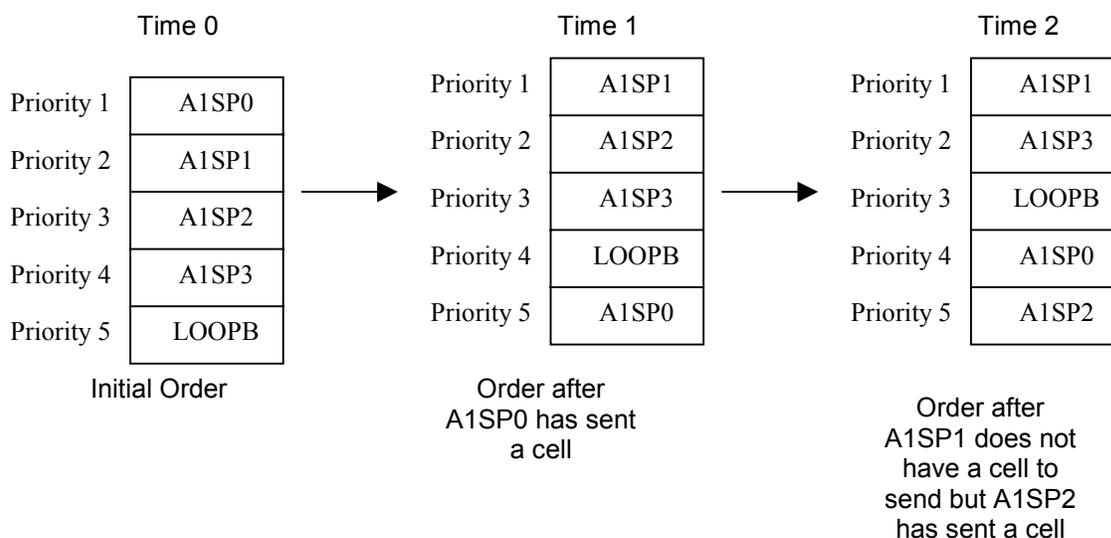 Time 0
Priority 1 A1SP0
Priority 2 A1SP1
Priority 3 A1SP2
Priority 4 A1SP3
Priority 5 LOOPB
Initial Order
Time 1
Priority 1 A1SP1
Priority 2 A1SP2
Priority 3 A1SP3
Priority 4 LOOPB
Priority 5 A1SP0
Order after
A1SP0 has sent
a cell
Time 2
Priority 1 A1SP1
Priority 2 A1SP3
Priority 3 LOOPB
Priority 4 A1SP0
Priority 5 A1SP2
Order after
A1SP1 does not
have a cell to
send but A1SP2
has sent a cell